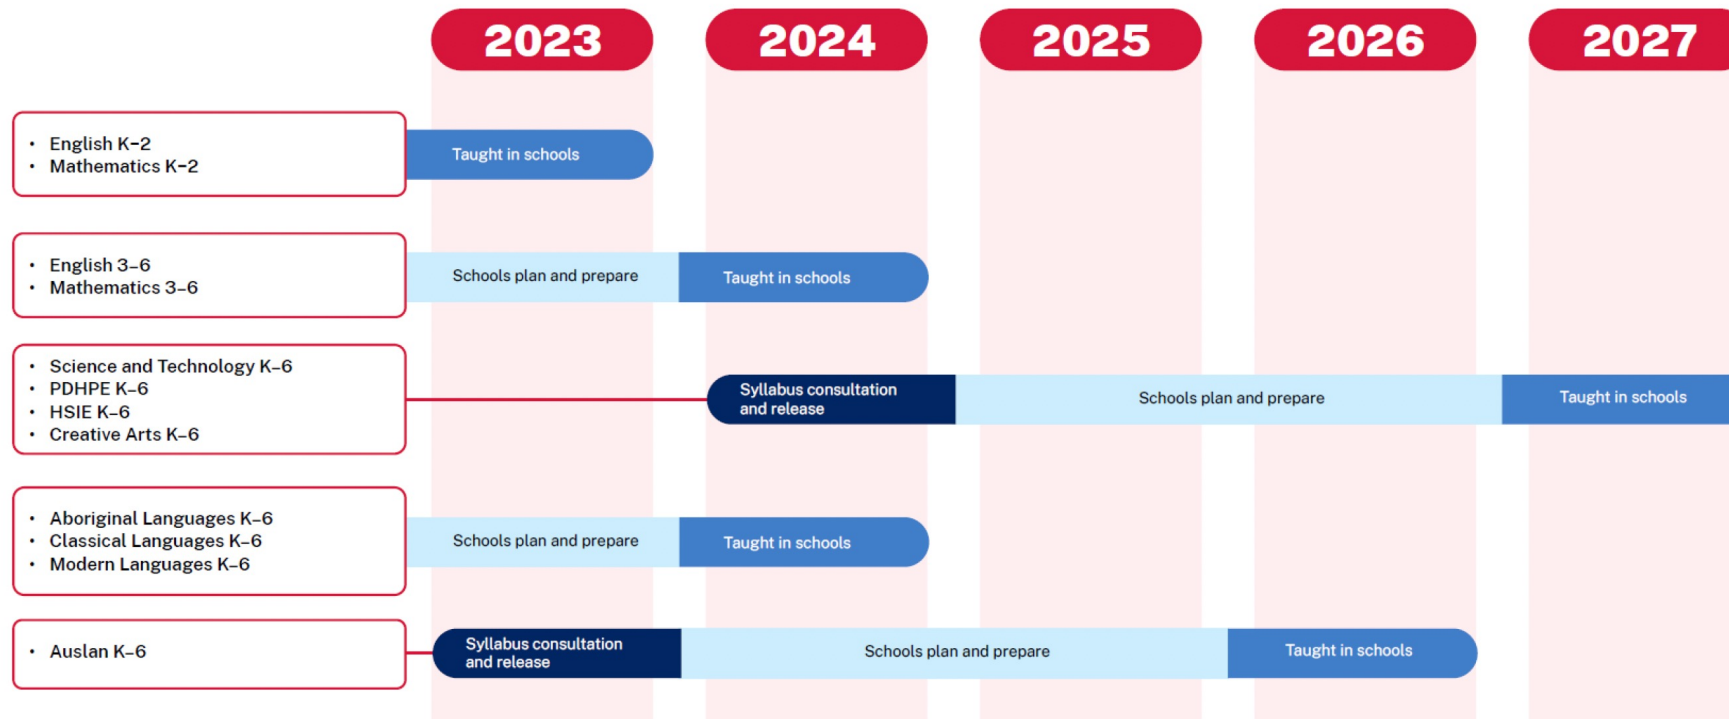 2023 2024 2025 2026 2027
• English K–2
• Mathematics K–2
Taught in schools
• English 3–6
• Mathematics 3–6
Schools plan and prepare
Taught in schools
• Science and Technology K–6
• PDHPE K–6
• HSIE K–6
• Creative Arts K–6
Syllabus consultation
and release
Schools plan and prepare
Taught in schools
• Aboriginal Languages K–6
• Classical Languages K–6
• Modern Languages K–6
Schools plan and prepare
Taught in schools
• Auslan K–6
Syllabus consultation
and release
Schools plan and prepare
Taught in schools